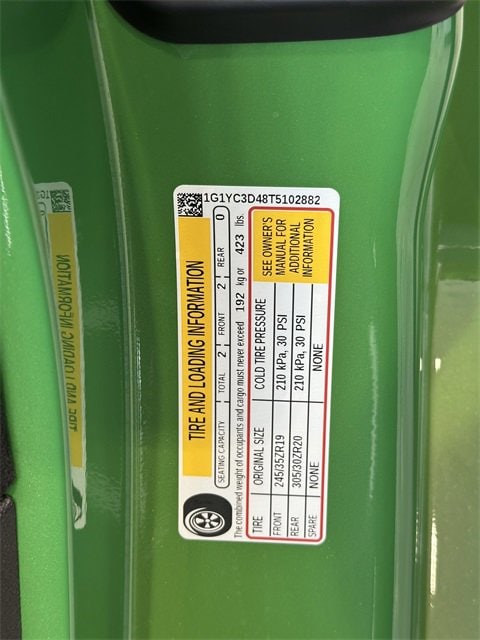 1G1YC3D48T5102882
TIRE AND LOADING INFORMATION
SEATING CAPACITY TOTAL 2 FRONT 2 REAR 0
The combined weight of occupants and cargo must never exceed 192 kg or 423 lbs.
TIRE ORIGINAL SIZE COLD TIRE PRESSURE
FRONT 245/35ZR19 210 kPa, 30 PSI
REAR 305/30ZR20 210 kPa, 30 PSI
SPARE NONE NONE
SEE OWNER'S
MANUAL FOR
ADDITIONAL
INFORMATION